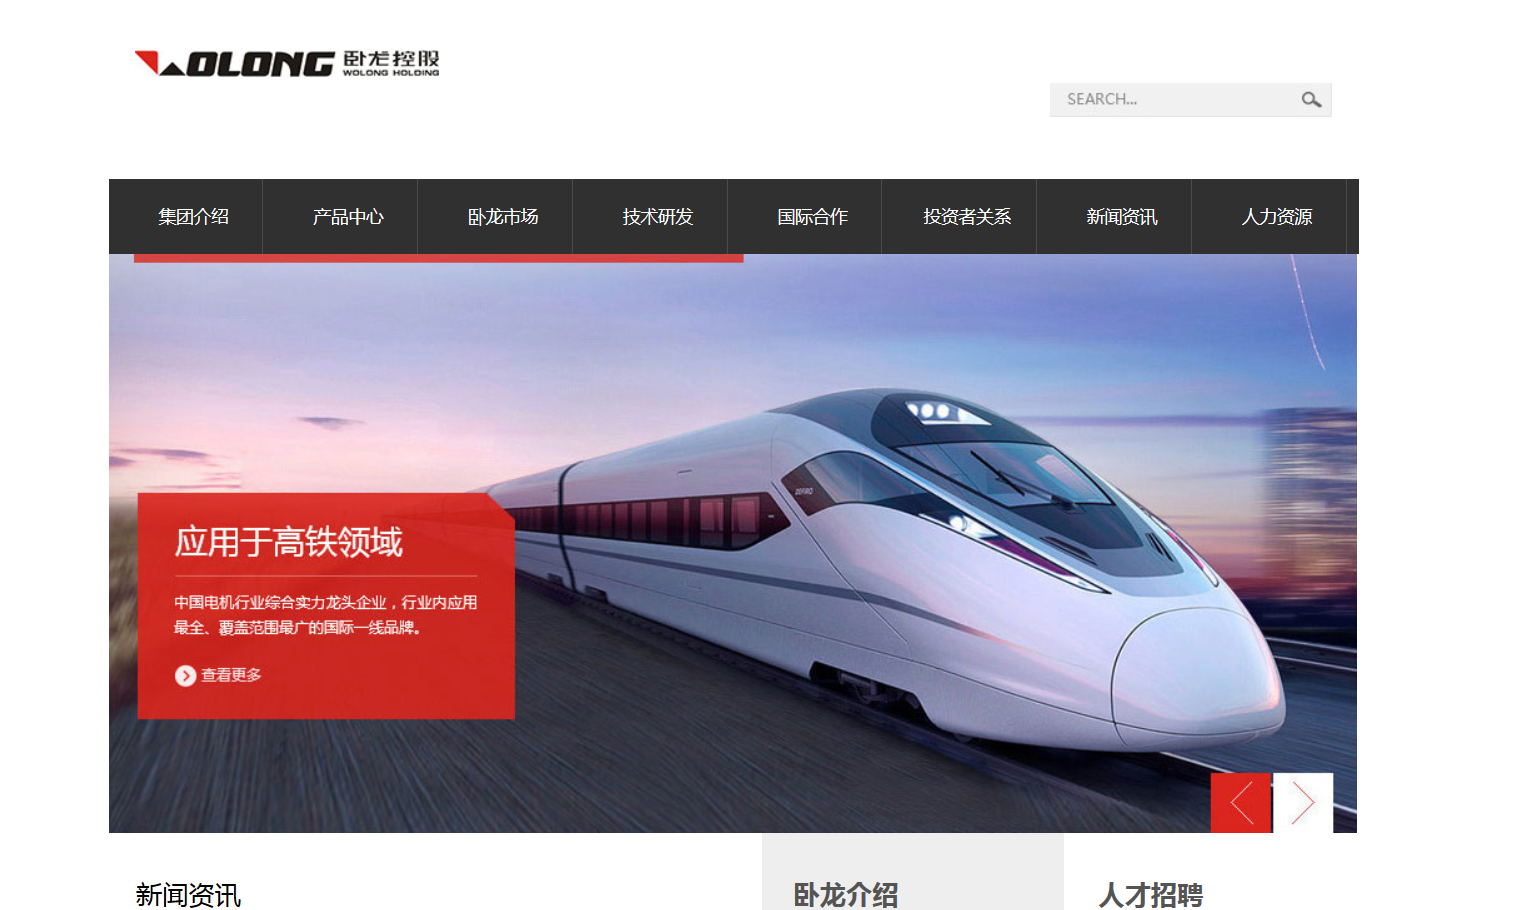 WOLONG 卧龙控股
WOLONG HOLDING
SEARCH...
集团介绍 产品中心 卧龙市场 技术研发 国际合作 投资者关系 新闻资讯 人力资源
ZEFIRO
应用于高铁领域
中国电机行业综合实力龙头企业，行业内应用
最全、覆盖范围最广的国际一线品牌。
查看更多
新闻资讯 卧龙介绍 人才招聘